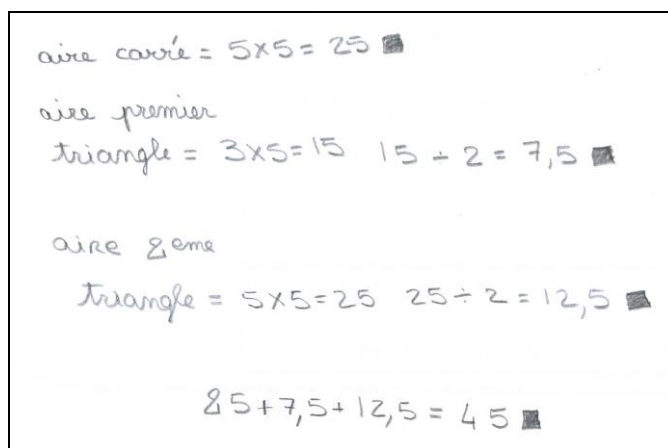 aire carré = 5x5 = 25
aire premier
triangle = 3x5=15 15 ÷ 2 = 7,5
aire 2eme
triangle = 5x5=25 25 ÷ 2 = 12,5
25+7,5+12,5 = 45